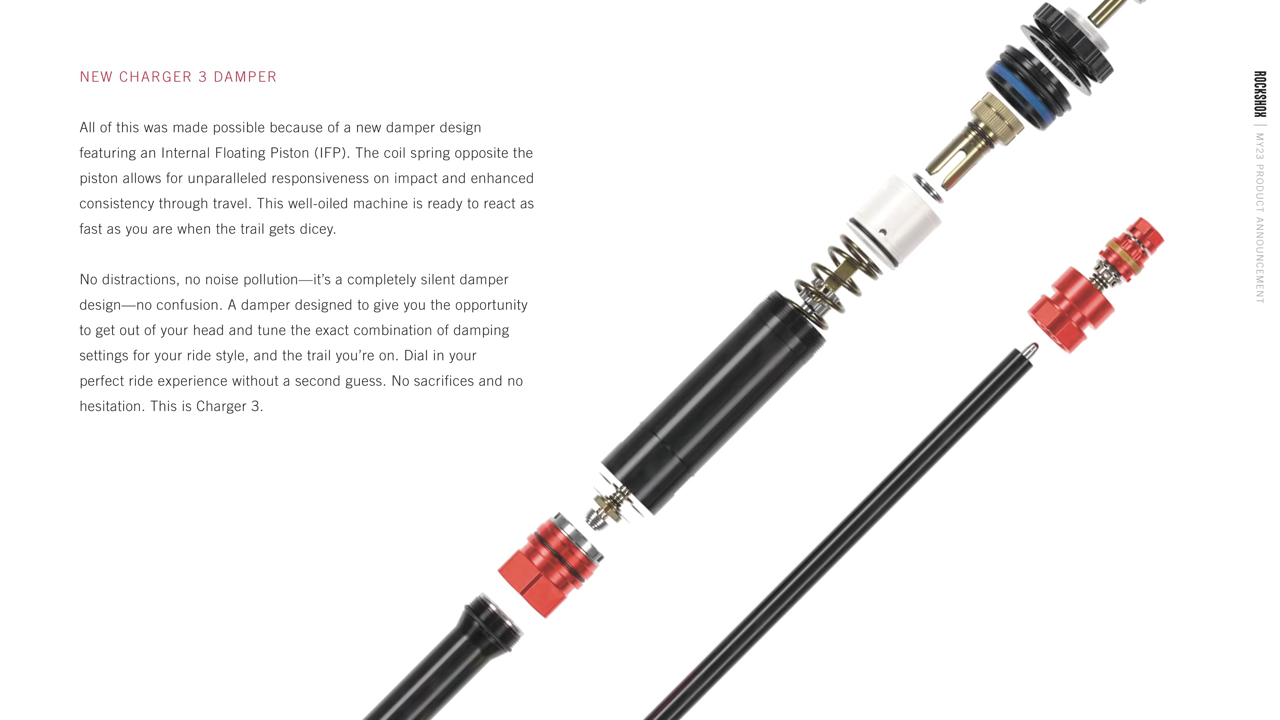 NEW CHARGER 3 DAMPER
All of this was made possible because of a new damper design
featuring an Internal Floating Piston (IFP). The coil spring opposite the
piston allows for unparalleled responsiveness on impact and enhanced
consistency through travel. This well-oiled machine is ready to react as
fast as you are when the trail gets dicey.
No distractions, no noise pollution—it’s a completely silent damper
design—no confusion. A damper designed to give you the opportunity
to get out of your head and tune the exact combination of damping
settings for your ride style, and the trail you’re on. Dial in your
perfect ride experience without a second guess. No sacrifices and no
hesitation. This is Charger 3.
ROCKSHOX | MY23 PRODUCT ANNOUNCEMENT